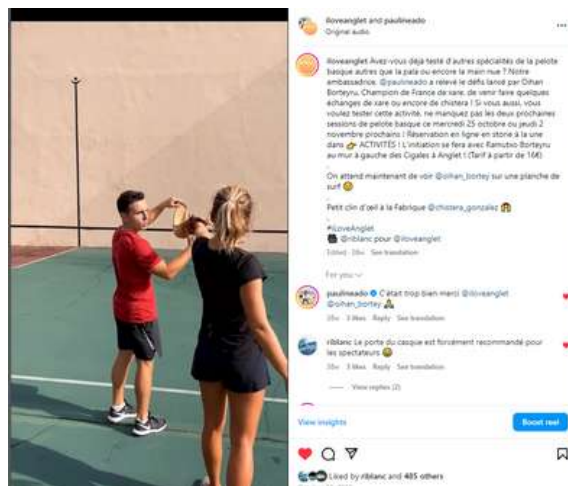 iloveanglet and paulineado
Original audio
iloveanglet Avez-vous déjà testé d'autres spécialités de la pelote
basque autres que la pala ou encore la main nue ? Notre
embassadrice, @paulineado a relevé le défis lancé par Oihan
Borteyru, Champion de France de xare, de venir faire quelques
échanges de xare ou encore de chistera ! Si vous aussi, vous
voulez tester cette activité, ne manquez pas les deux prochaines
sessions de pelote basque ce mercredi 25 octobre ou jeudi 2
novembre prochains ! Réservation en ligne en storie à la une
dans 👉 ACTIVITÉS ! L'initiation se fera avec Ramutxo Borteyru
au mur à gauche des Cigales à Anglet ! (Tarif à partir de 16€)
.
On attend maintenant de voir @oihan_bortey sur une planche de
surf
.
Petit clin d'œil à la Fabrique @chistera_gonzalez
.
#iLoveAnglet
@riblanc pour @iloveanglet
Edited · See translation
For you
paulineado C'était trop bien merci @iloveanglet
@oihan_bortey
3 likes Reply See translation
riblanc Le porte du casque est forcément recommandé pour
les spectateurs
3 likes Reply See translation
View replies (2)
View insights
Boost reel
Liked by riblanc and 485 others